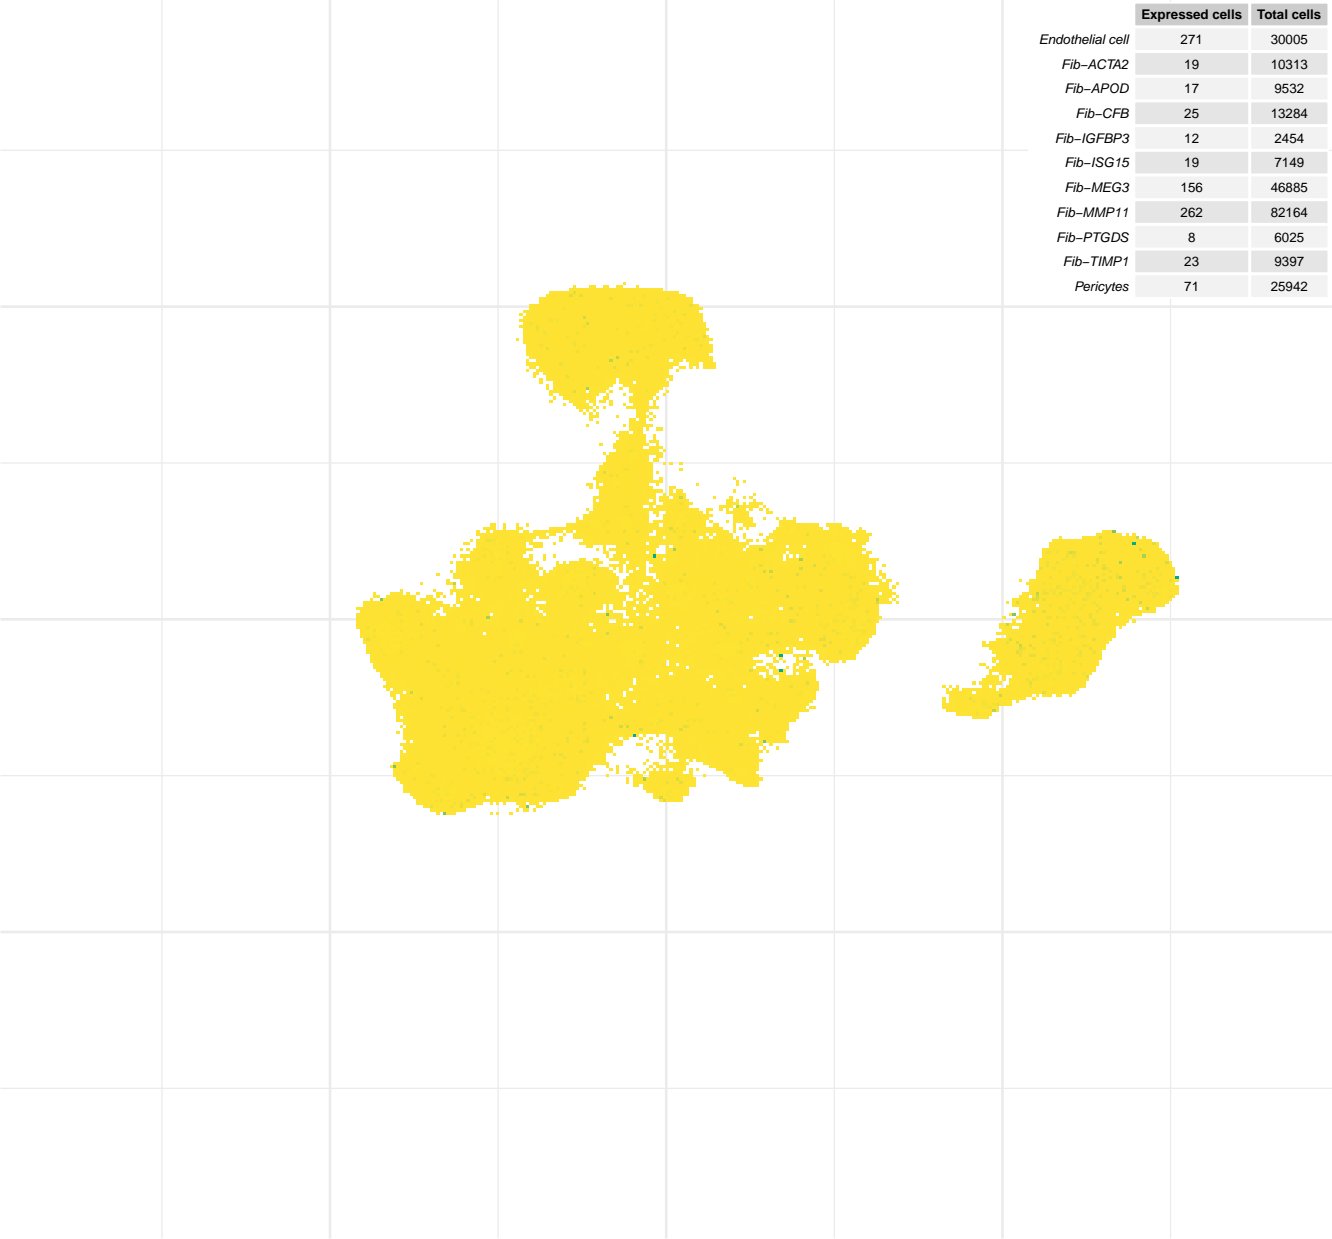 Expressed cells Total cells
Endothelial cell 271 30005
Fib−ACTA2 19 10313
Fib−APOD 17 9532
Fib−CFB 25 13284
Fib−IGFBP3 12 2454
Fib−ISG15 19 7149
Fib−MEG3 156 46885
Fib−MMP11 262 82164
Fib−PTGDS 8 6025
Fib−TIMP1 23 9397
Pericytes 71 25942